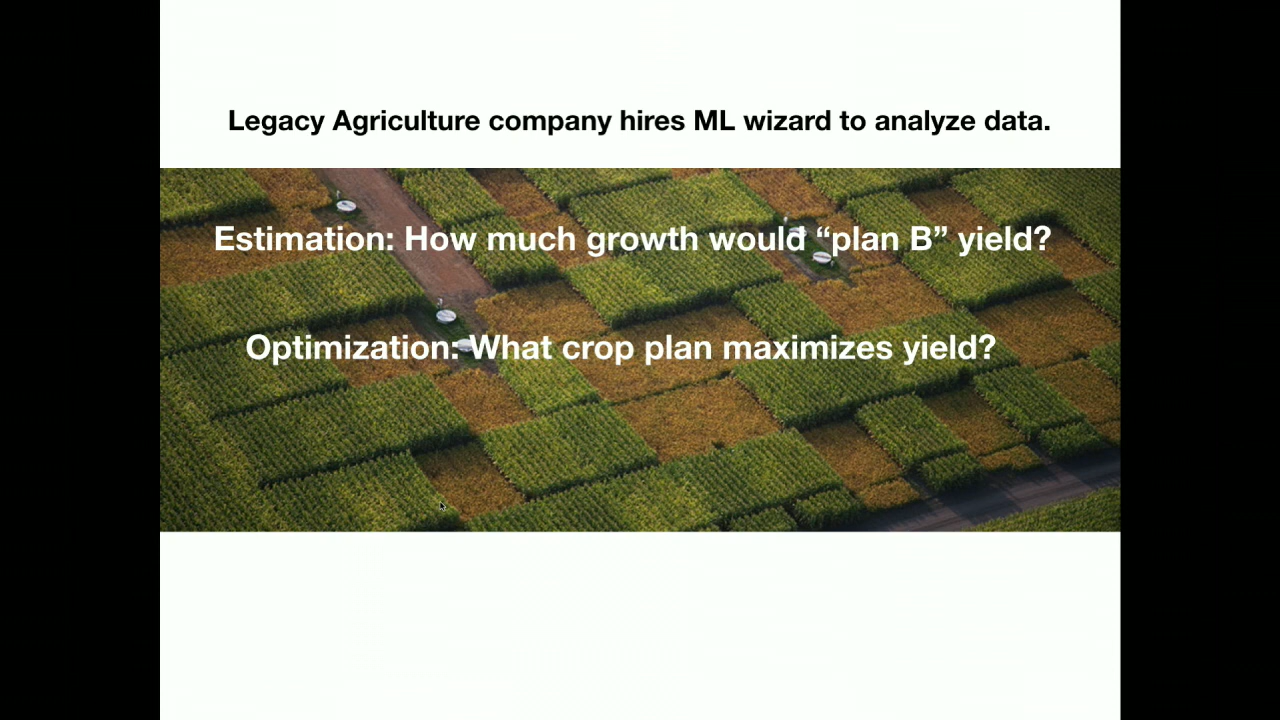 Legacy Agriculture company hires ML wizard to analyze data.
Estimation: How much growth would “plan B” yield?
Optimization: What crop plan maximizes yield?